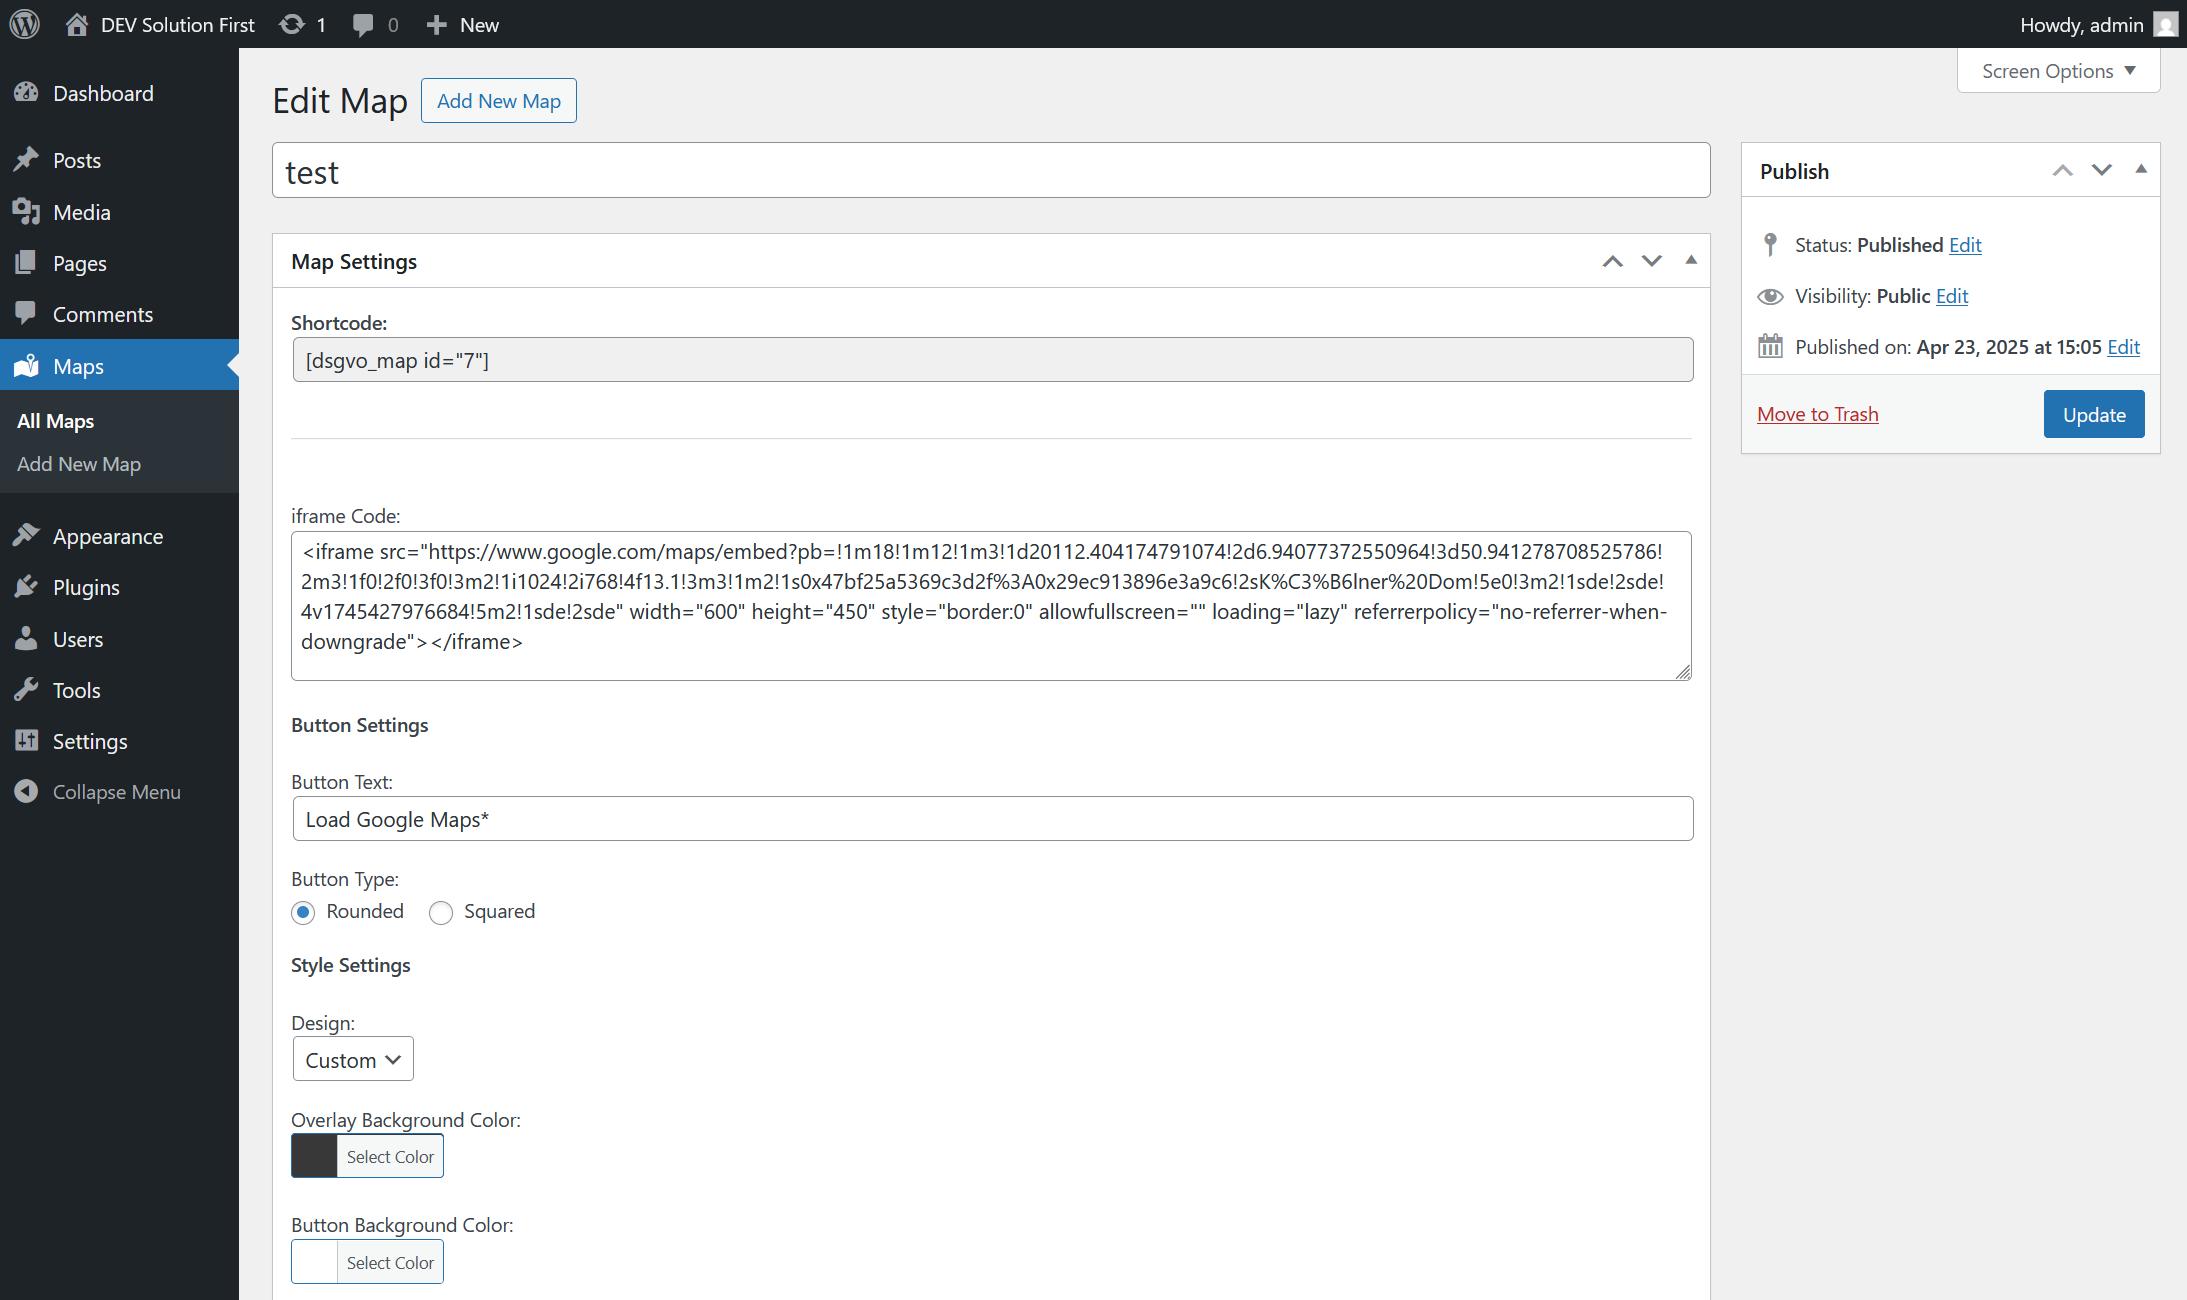 DEV Solution First 1 0 New Howdy, admin
Screen Options
Dashboard
Posts
Media
Pages
Comments
Maps
All Maps
Add New Map
Appearance
Plugins
Users
Tools
Settings
Collapse Menu
Edit Map Add New Map
test
Map Settings
Shortcode:
[dsgvo_map id="7"]
iframe Code:
<iframe src="https://www.google.com/maps/embed?pb=!1m18!1m12!1m3!1d20112.404174791074!2d6.94077372550964!3d50.941278708525786!
2m3!1f0!2f0!3f0!3m2!1i1024!2i768!4f13.1!3m3!1m2!1s0x47bf25a5369c3d2f%3A0x29ec913896e3a9c6!2sK%C3%B6lner%20Dom!5e0!3m2!1sde!2sde!
4v1745427976684!5m2!1sde!2sde" width="600" height="450" style="border:0" allowfullscreen="" loading="lazy" referrerpolicy="no-referrer-when-
downgrade"></iframe>
Button Settings
Button Text:
Load Google Maps*
Button Type:
Rounded Squared
Style Settings
Design:
Custom
Overlay Background Color:
Select Color
Button Background Color:
Select Color
Publish
Status: Published Edit
Visibility: Public Edit
Published on: Apr 23, 2025 at 15:05 Edit
Move to Trash Update